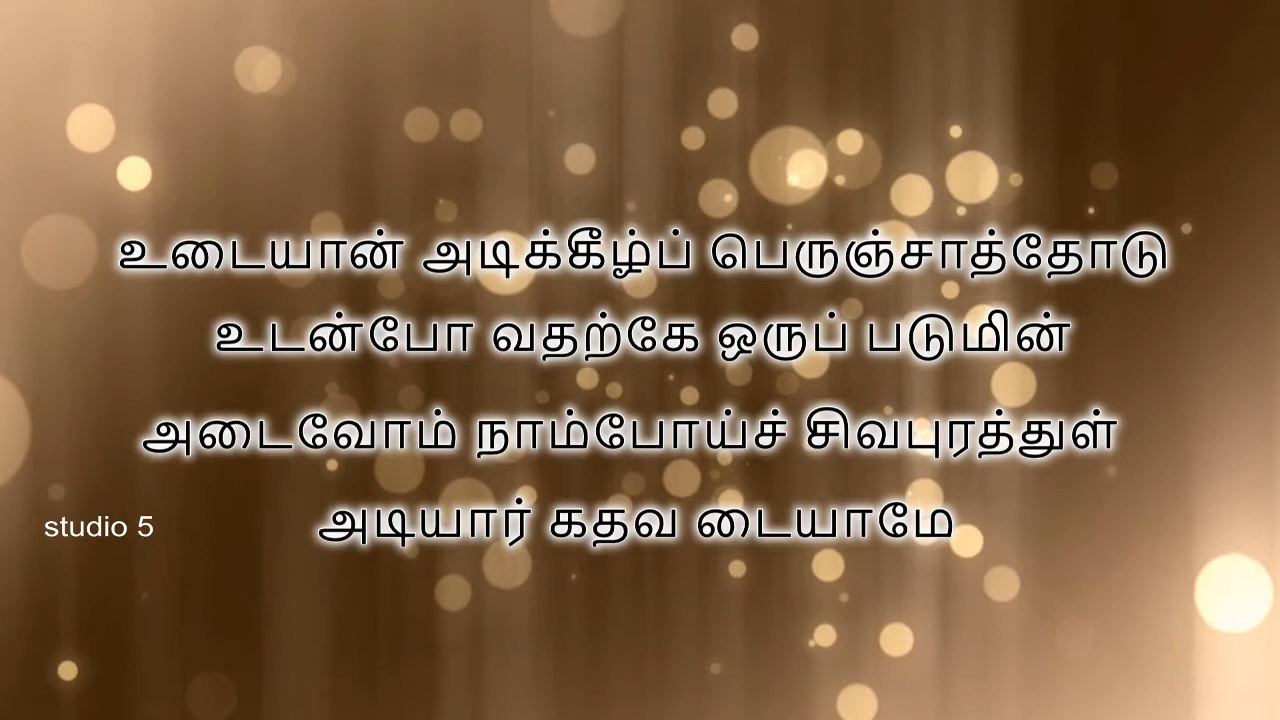 உடையான் அடிக்கீழ்ப் பெருஞ்சாத்தோடு
உடன்போ வதற்கே ஒருப் படுமின்
அடைவோம் நாம்போய்ச் சிவபுரத்துள்
அடியார் கதவ டையாமே
studio 5